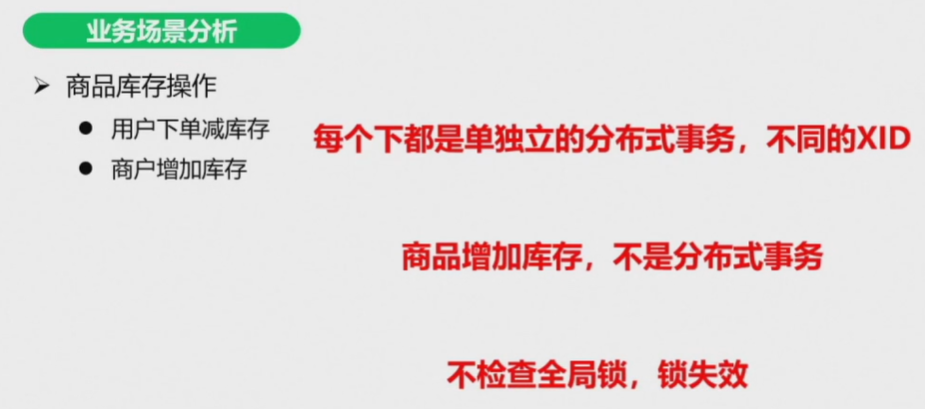 业务场景分析
➢ 商品库存操作
● 用户下单减库存
● 商户增加库存
每个下都是单独立的分布式事务，不同的XID
商品增加库存，不是分布式事务
不检查全局锁，锁失效